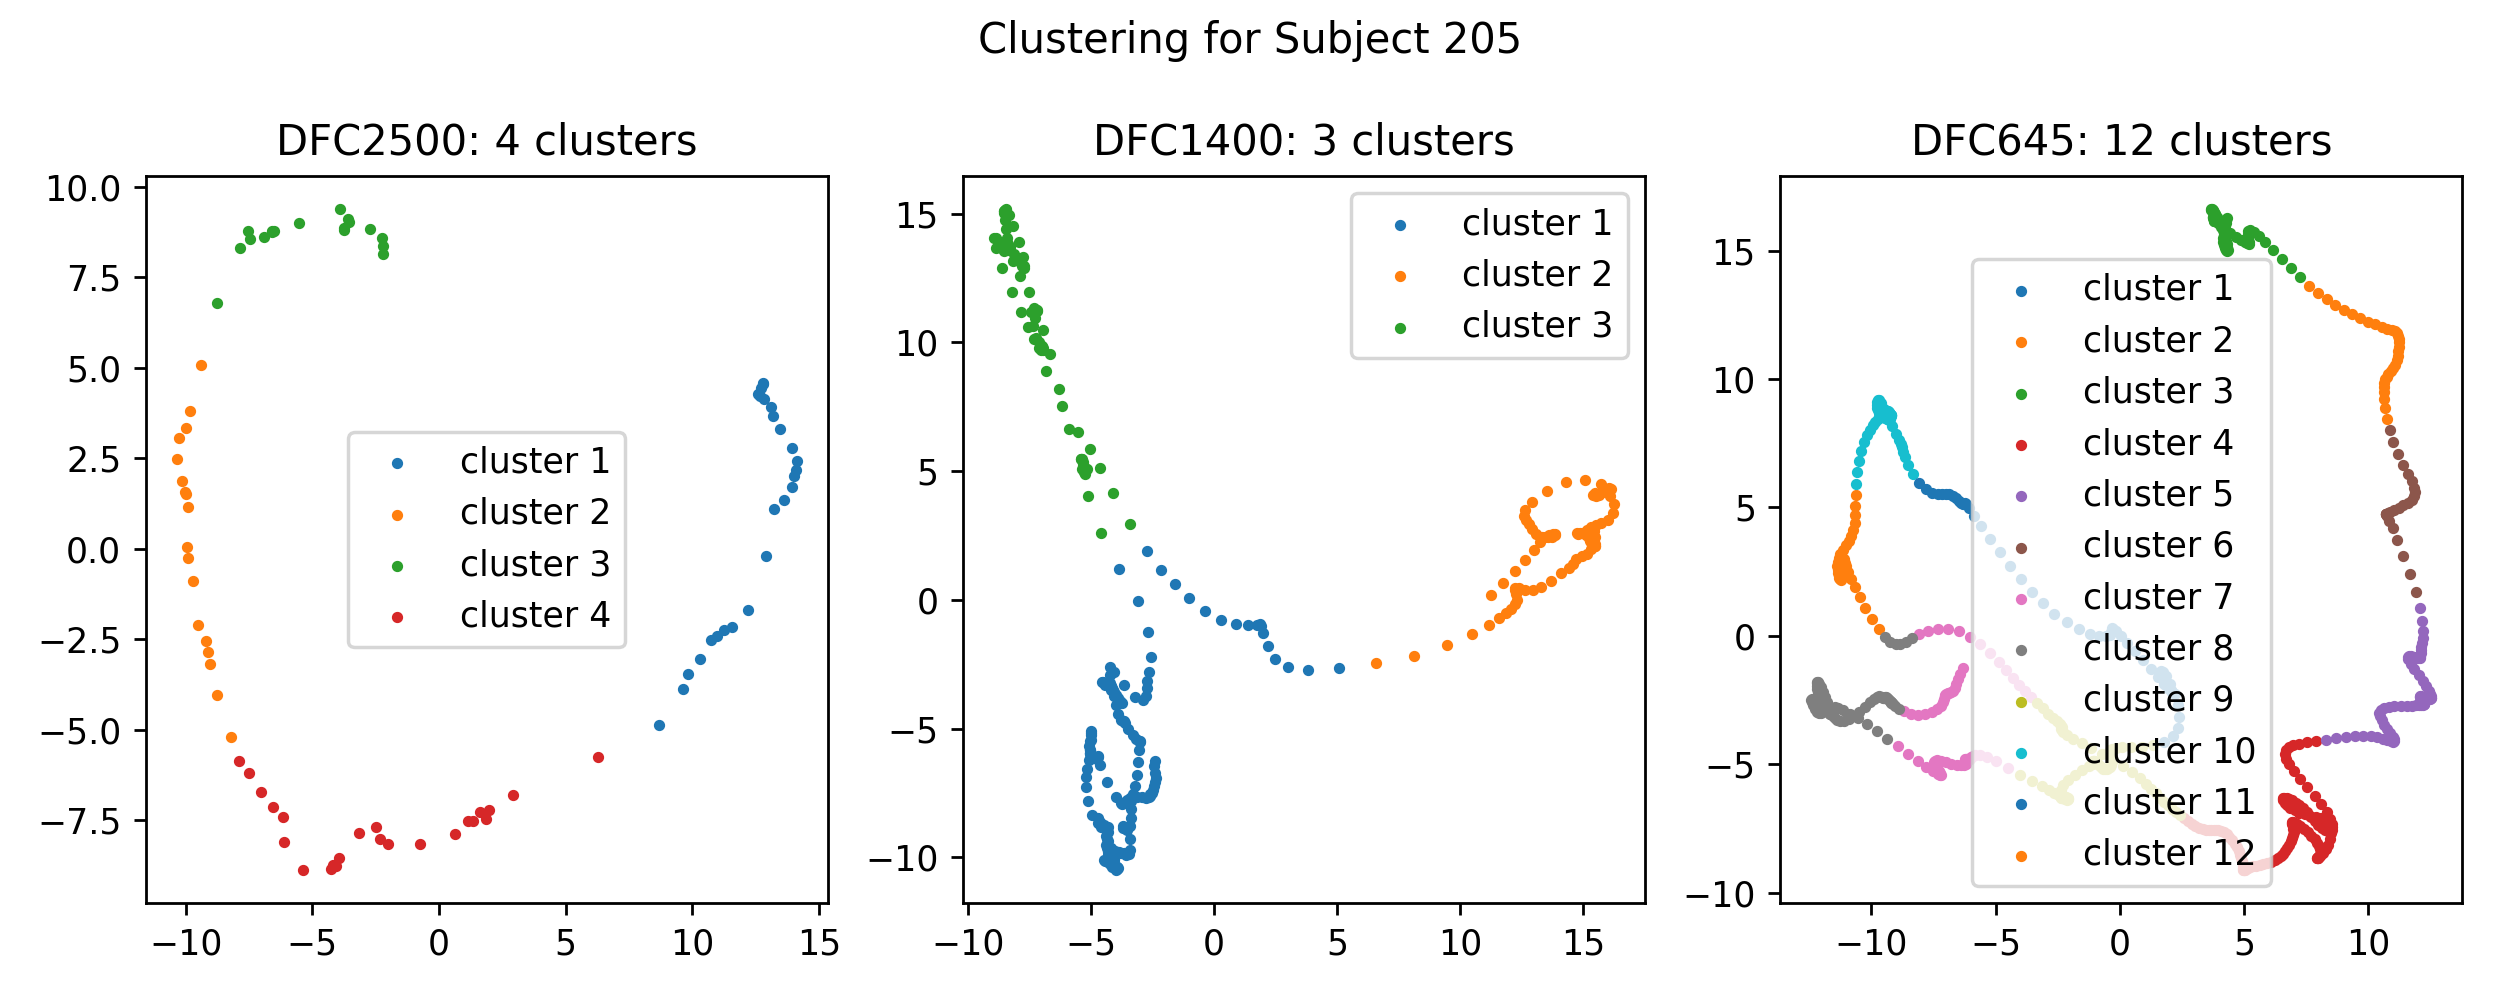 Clustering for Subject 205
DFC2500: 4 clusters
10.0
7.5
5.0
2.5
0.0
−2.5
−5.0
−7.5
−10
−5
0
5
10
15
cluster 1
cluster 2
cluster 3
cluster 4
DFC1400: 3 clusters
15
10
5
0
−5
−10
−10
−5
0
5
10
15
cluster 1
cluster 2
cluster 3
DFC645: 12 clusters
15
10
5
0
−5
−10
−10
−5
0
5
10
cluster 1
cluster 2
cluster 3
cluster 4
cluster 5
cluster 6
cluster 7
cluster 8
cluster 9
cluster 10
cluster 11
cluster 12